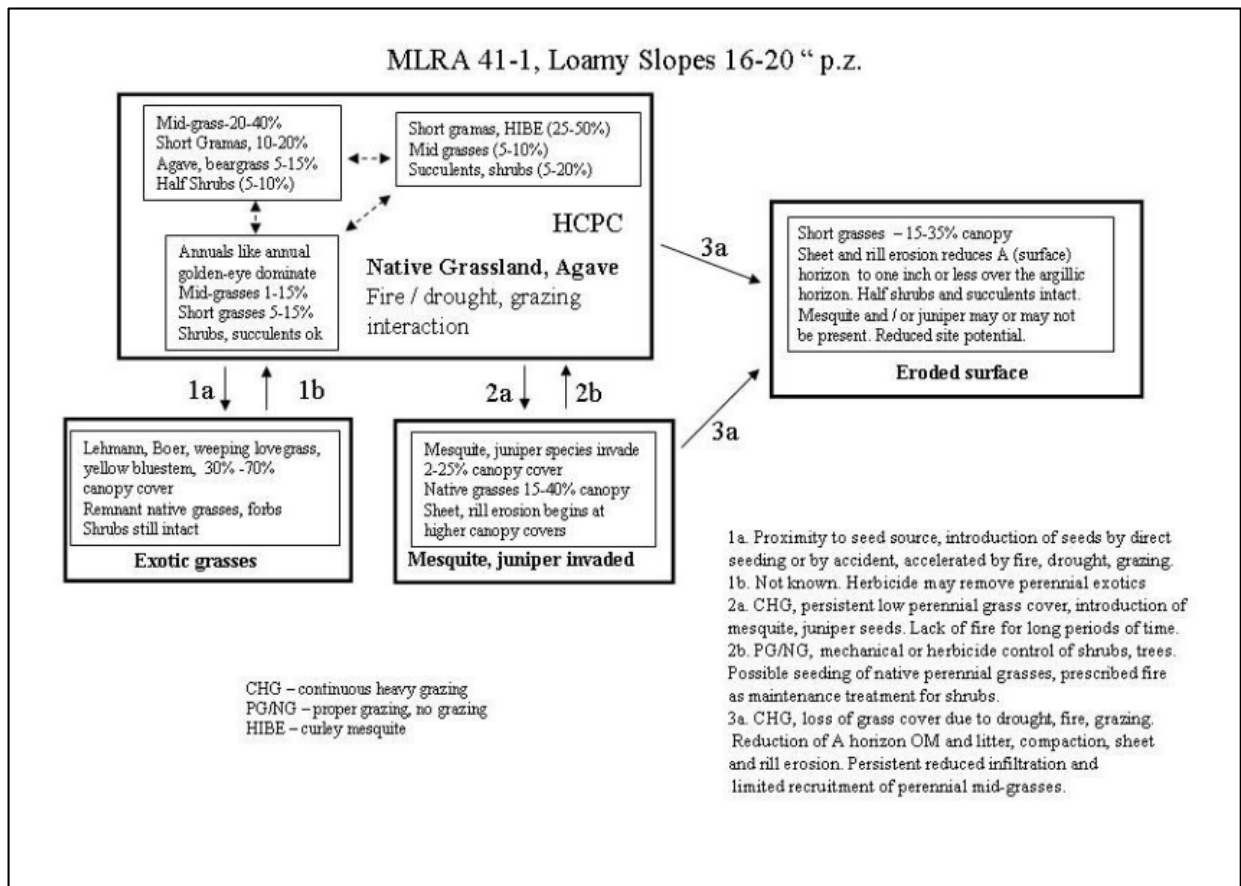 MLRA 41-1, Loamy Slopes 16-20 “ p.z.
Mid-grass-20-40%
Short Gramas, 10-20%
Agave, beargrass 5-15%
Half Shrubs (5-10%)
Short gramas, HIBE (25-50%)
Mid grasses (5-10%)
Succulents, shrubs (5-20%)
Annuals like annual
golden-eye dominate
Mid-grasses 1-15%
Short grasses 5-15%
Shrubs, succulents ok
HCPC
Native Grassland, Agave
Fire / drought, grazing
interaction
3a
Short grasses – 15-35% canopy
Sheet and rill erosion reduces A (surface)
horizon to one inch or less over the argillic
horizon. Half shrubs and succulents intact.
Mesquite and / or juniper may or may not
be present. Reduced site potential.
Eroded surface
1a
1b
2a
2b
3a
Lehmann, Boer, weeping lovegrass,
yellow bluestem, 30% -70%
canopy cover
Remnant native grasses, forbs
Shrubs still intact
Exotic grasses
Mesquite, juniper species invade
2-25% canopy cover
Native grasses 15-40% canopy
Sheet, rill erosion begins at
higher canopy covers
Mesquite, juniper invaded
1a. Proximity to seed source, introduction of seeds by direct
seeding or by accident, accelerated by fire, drought, grazing.
1b. Not known. Herbicide may remove perennial exotics
2a. CHG, persistent low perennial grass cover, introduction of
mesquite, juniper seeds. Lack of fire for long periods of time.
2b. PG/NG, mechanical or herbicide control of shrubs, trees.
Possible seeding of native perennial grasses, prescribed fire
as maintenance treatment for shrubs.
3a. CHG, loss of grass cover due to drought, fire, grazing.
Reduction of A horizon OM and litter, compaction, sheet
and rill erosion. Persistent reduced infiltration and
limited recruitment of perennial mid-grasses.
CHG – continuous heavy grazing
PG/NG – proper grazing, no grazing
HIBE – curley mesquite